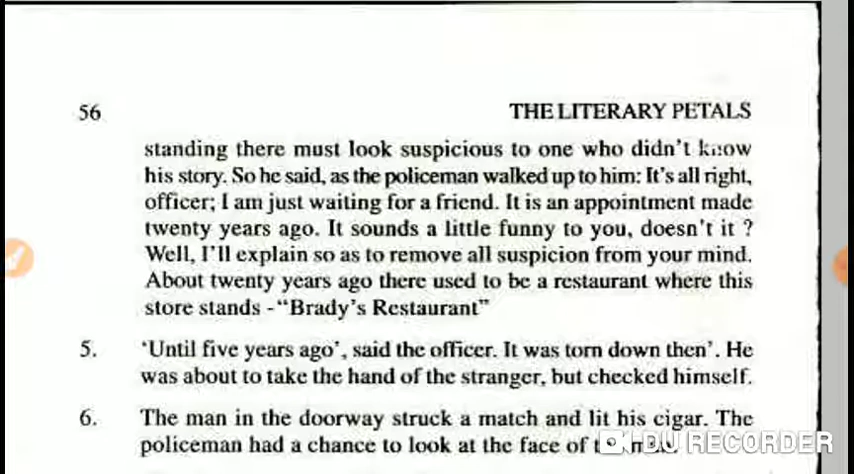 56 THE LITERARY PETALS
standing there must look suspicious to one who didn't know
his story. So he said, as the policeman walked up to him: It's all right,
officer; I am just waiting for a friend. It is an appointment made
twenty years ago. It sounds a little funny to you, doesn't it ?
Well, I'll explain so as to remove all suspicion from your mind.
About twenty years ago there used to be a restaurant where this
store stands - "Brady's Restaurant"
5. 'Until five years ago', said the officer. It was torn down then'. He
was about to take the hand of the stranger, but checked himself.
6. The man in the doorway struck a match and lit his cigar. The
policeman had a chance to look at the face of
DU RECORDER